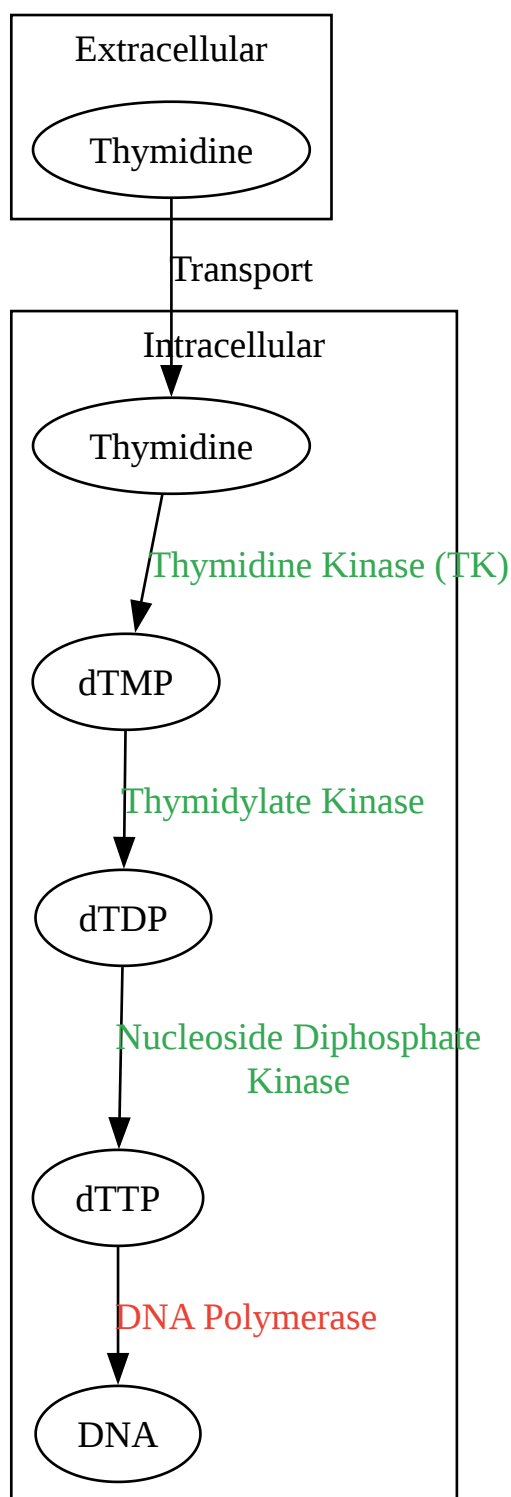 Extracellular
Thymidine
Transport
Intracellular
Thymidine
Thymidine Kinase (TK)
dTMP
Thymidylate Kinase
dTDP
Nucleoside Diphosphate
Kinase
dTTP
DNA Polymerase
DNA